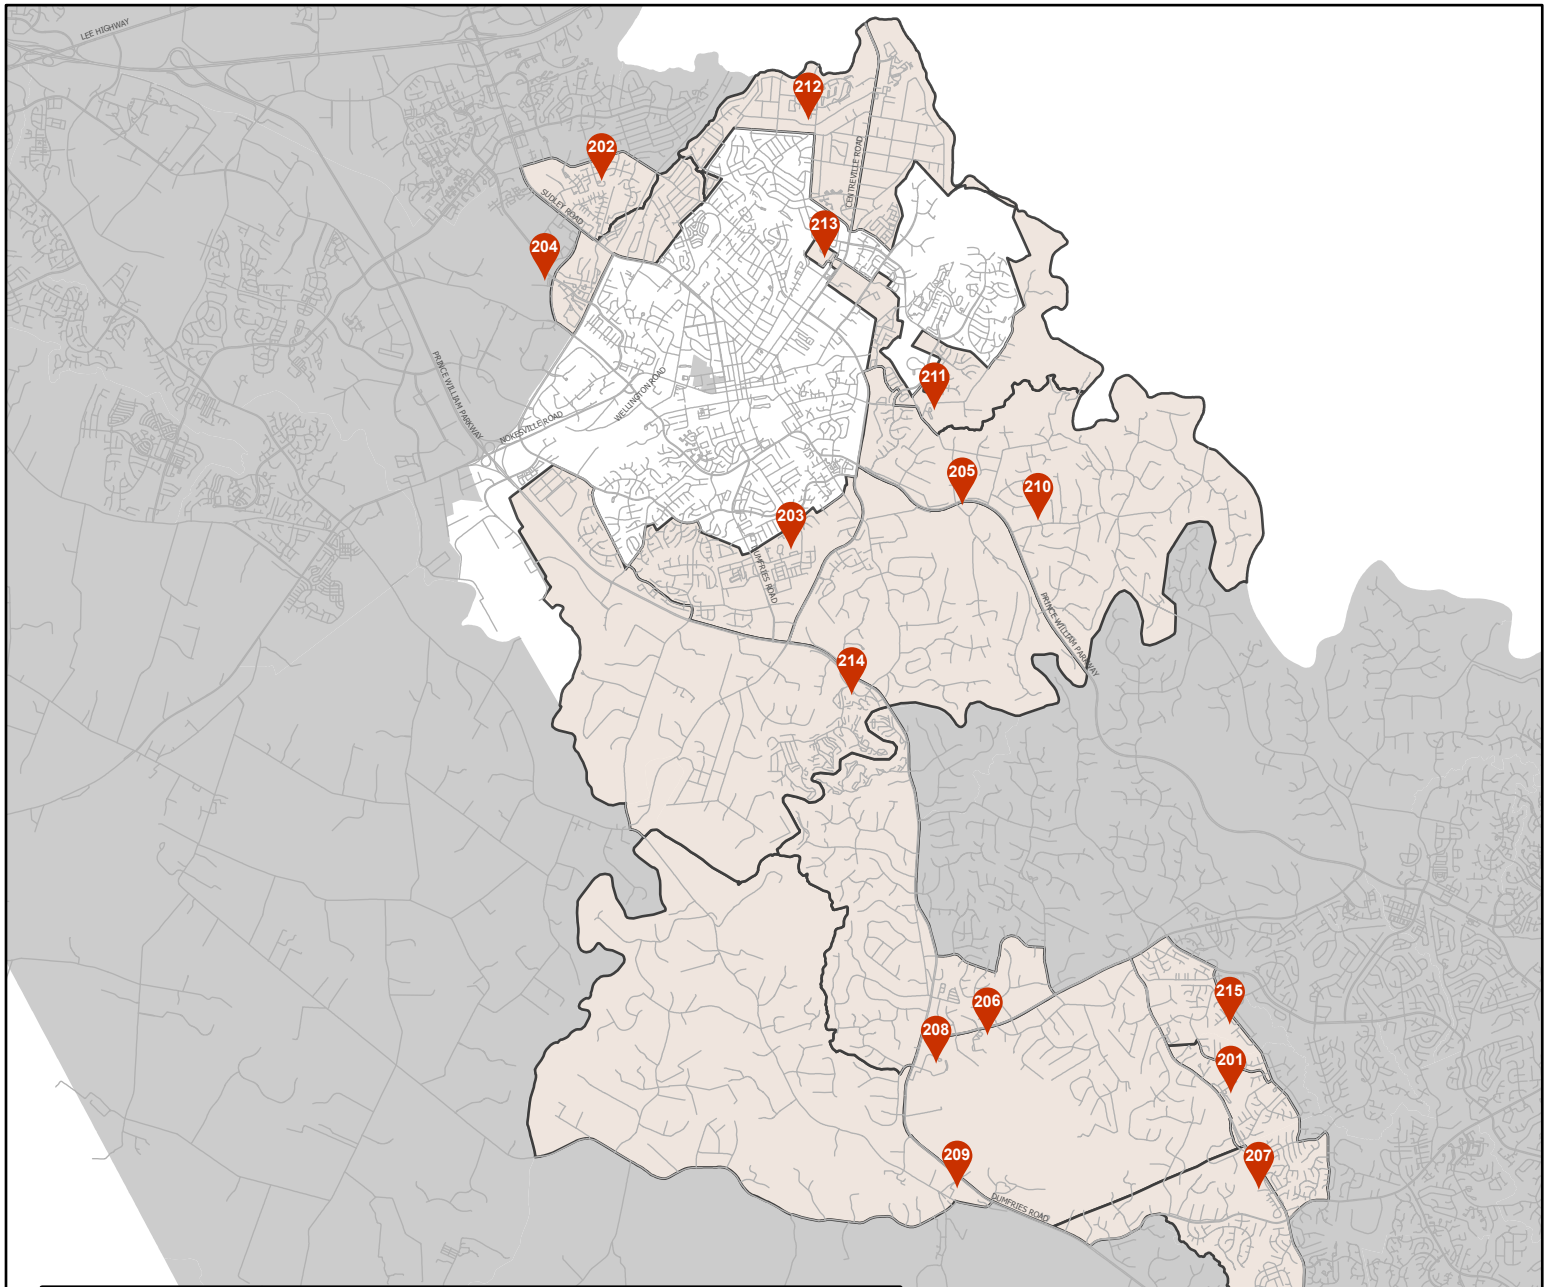 LEE HIGHWAY
212
202
CENTREVILLE ROAD
SUDLEY ROAD
213
204
PRINCE WILLIAM PARKWAY
WELLINGTON ROAD
211
NOKESVILLE ROAD
205
210
203
DUMFRIES ROAD
PRINCE WILLIAM PARKWAY
214
215
206
208
201
209
207
DUMFRIES ROAD